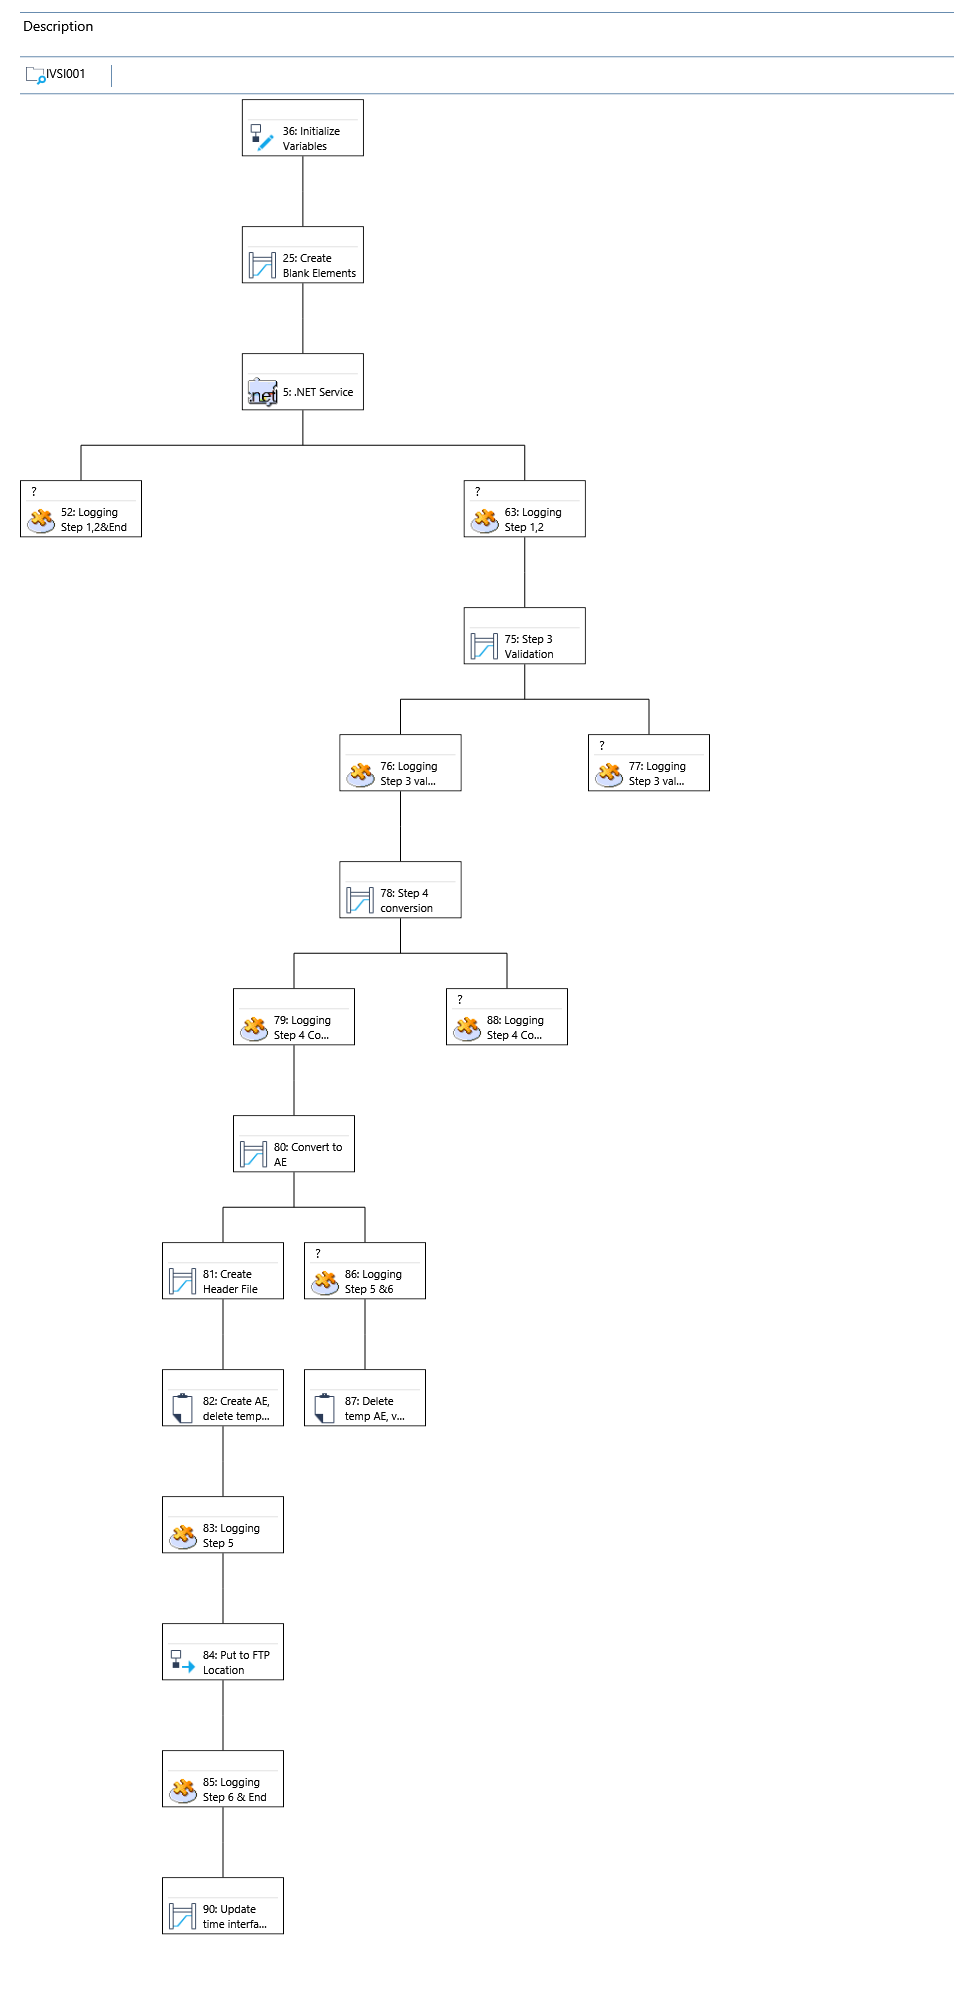 Description
IVSI001
36: Initialize
Variables
25: Create
Blank Elements
.net
5: .NET Service
?
52: Logging
Step 1,2&End
?
63: Logging
Step 1,2
75: Step 3
Validation
76: Logging
Step 3 val...
?
77: Logging
Step 3 val...
78: Step 4
conversion
79: Logging
Step 4 Co...
?
88: Logging
Step 4 Co...
80: Convert to
AE
81: Create
Header File
?
86: Logging
Step 5 &6
82: Create AE,
delete temp...
87: Delete
temp AE, v...
83: Logging
Step 5
84: Put to FTP
Location
85: Logging
Step 6 & End
90: Update
time interfa...